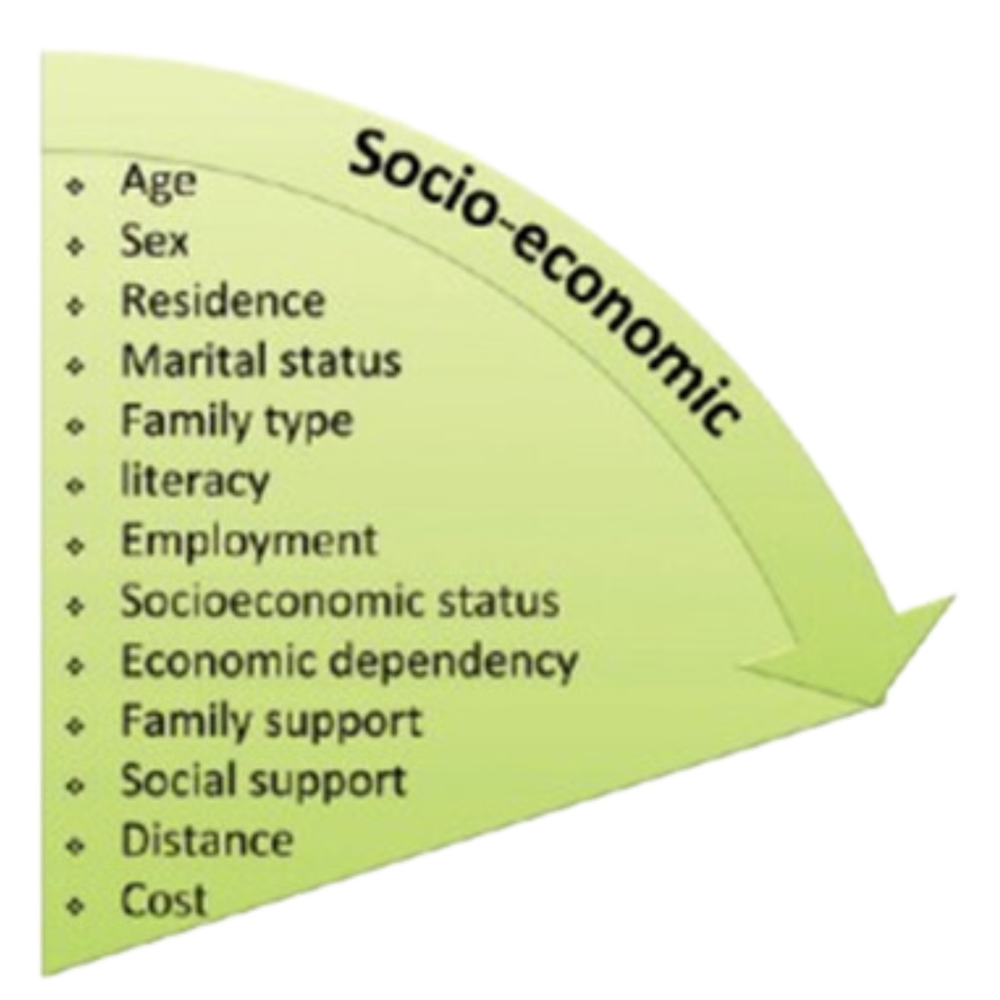 Socio-economic
Age
Sex
Residence
Marital status
Family type
literacy
Employment
Socioeconomic status
Economic dependency
Family support
Social support
Distance
Cost